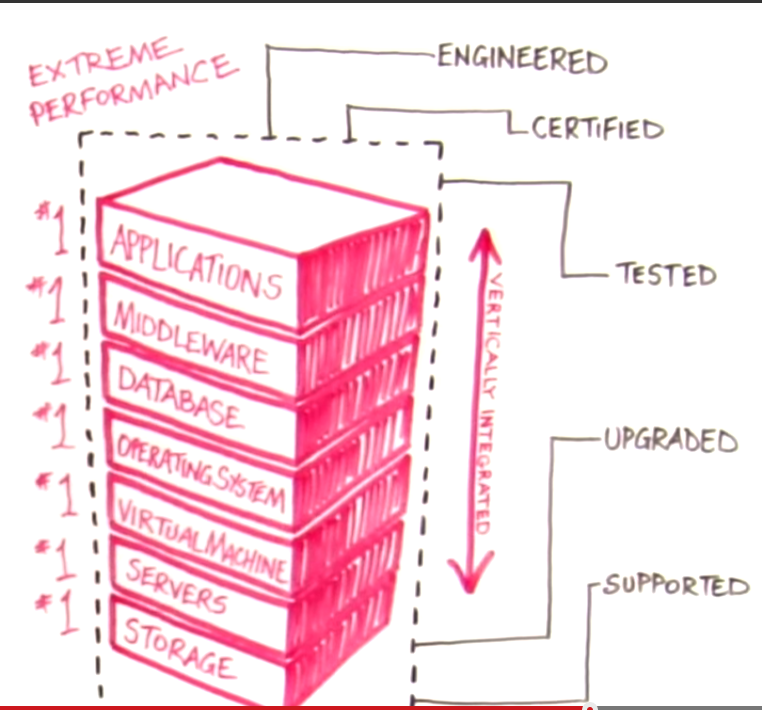 EXTREME
PERFORMANCE
ENGINEERED
CERTIFIED
TESTED
UPGRADED
SUPPORTED
VERTICALLY INTEGRATED
#1 APPLICATIONS
#1 MIDDLEWARE
#1 DATABASE
#1 OPERATING SYSTEM
#1 VIRTUAL MACHINE
#1 SERVERS
#1 STORAGE